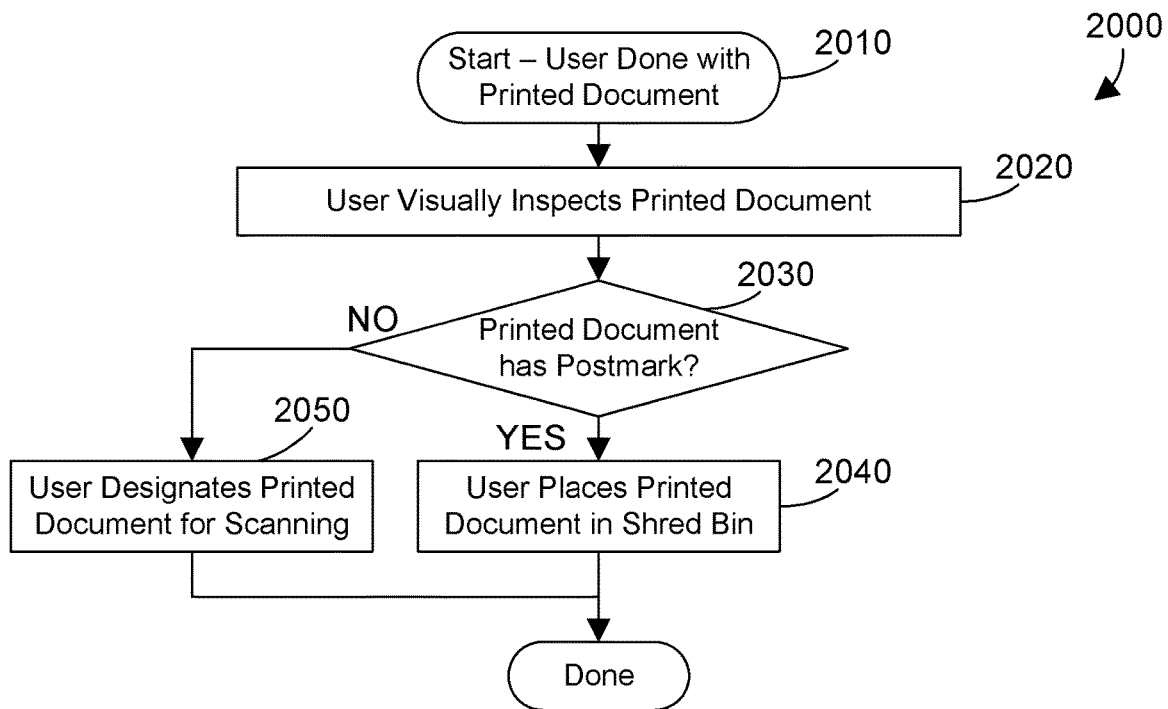 2000
2010
Start – User Done with
Printed Document
2020
User Visually Inspects Printed Document
2030
NO
Printed Document
has Postmark?
2050
YES
2040
User Designates Printed
Document for Scanning
User Places Printed
Document in Shred Bin
Done